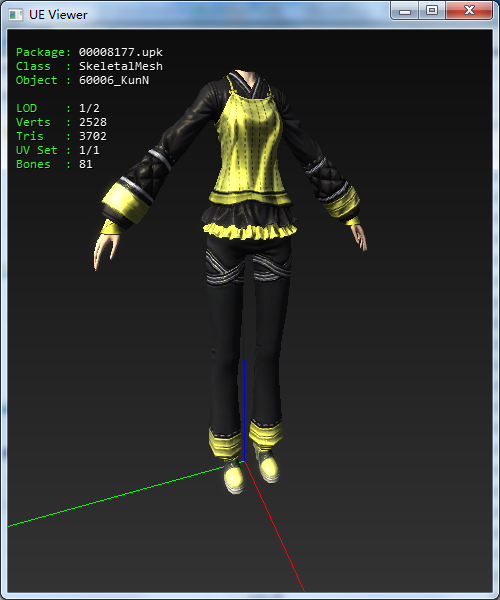 UE Viewer
Package: 00008177.upk
Class  : SkeletalMesh
Object : 60006_KunN
LOD    : 1/2
Verts  : 2528
Tris   : 3702
UV Set : 1/1
Bones  : 81